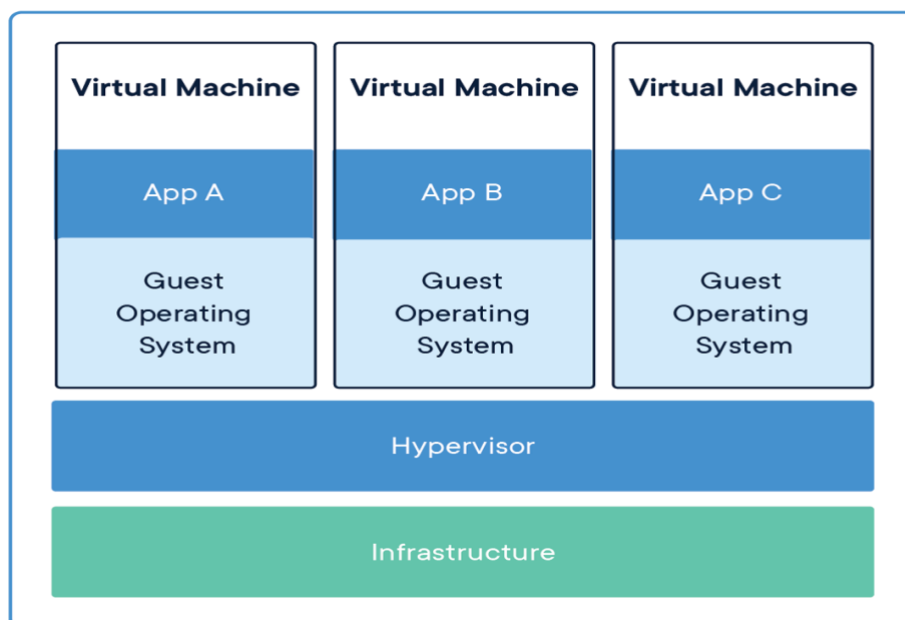 Virtual Machine
App A
Guest
Operating
System
Virtual Machine
App B
Guest
Operating
System
Virtual Machine
App C
Guest
Operating
System
Hypervisor
Infrastructure